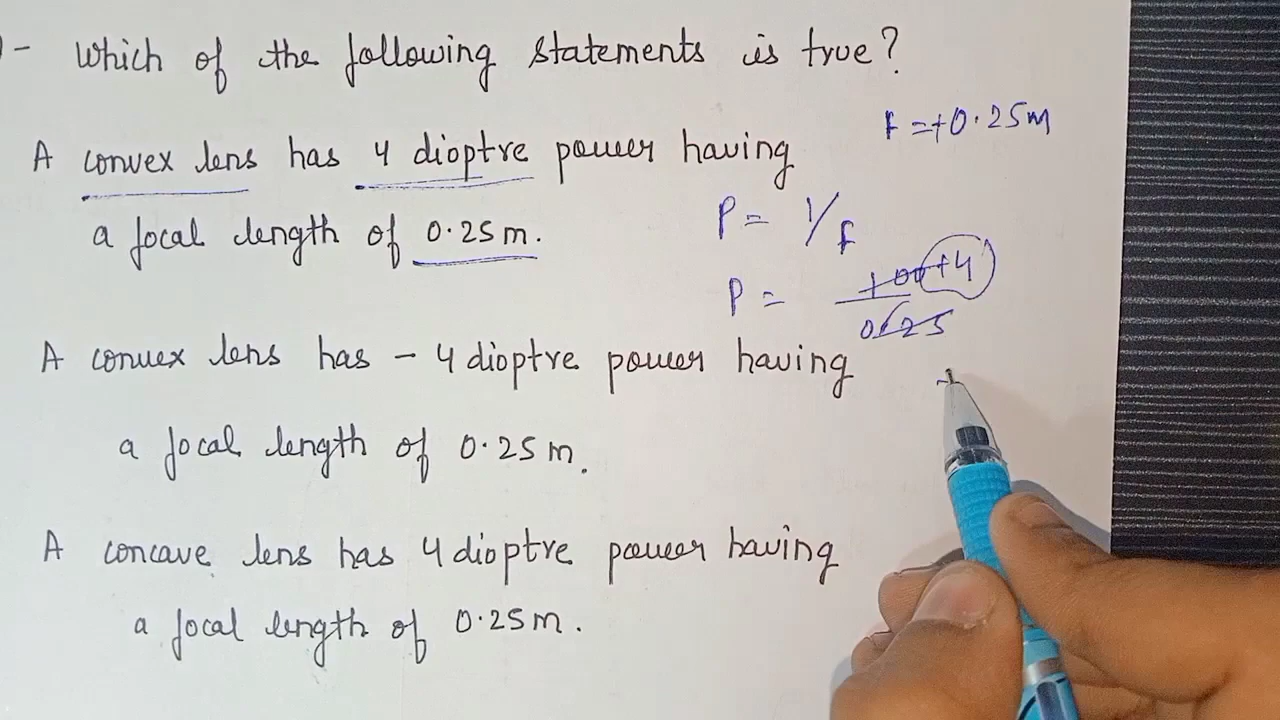 ) - Which of the following statements is true?
F = +0.25m
A convex lens has 4 dioptre power having
a focal length of 0.25m.
P = 1/F
P = +100 +4
0.25
A convex lens has - 4 dioptre power having
a focal length of 0.25m.
A concave lens has 4 dioptre power having
a focal length of 0.25m.